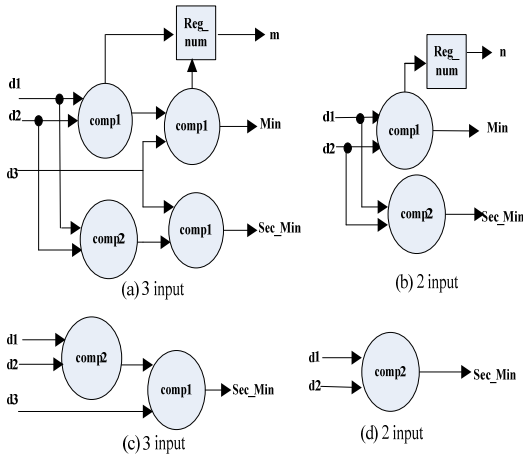 Reg_
num
m
d1
d2
comp1
comp1
Min
d3
comp2
comp1
Sec_Min
(a) 3 input
Reg_
num
n
d1
d2
comp1
Min
comp2
Sec_Min
(b) 2 input
d1
d2
comp2
d3
comp1
Sec_Min
(c) 3 input
d1
d2
comp2
Sec_Min
(d) 2 input